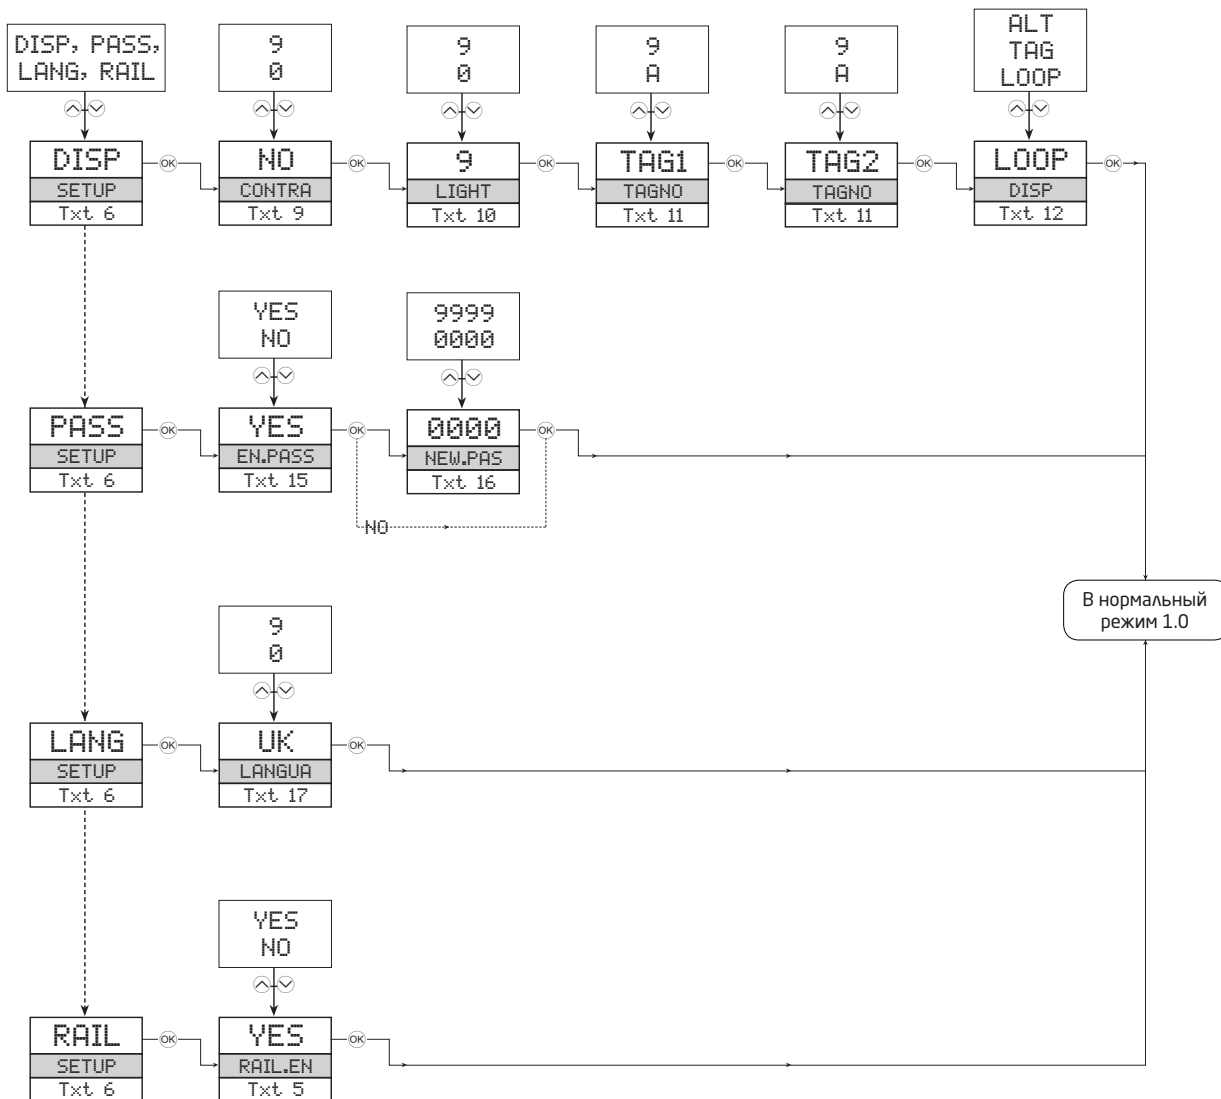 DISP, PASS,
LANG, RAIL
9
0
9
0
9
A
9
A
ALT
TAG
LOOP
DISP
SETUP
Txt 6
OK
NO
CONTRA
Txt 9
OK
9
LIGHT
Txt 10
OK
TAG1
TAGNO
Txt 11
OK
TAG2
TAGNO
Txt 11
OK
LOOP
DISP
Txt 12
OK
YES
NO
9999
0000
PASS
SETUP
Txt 6
OK
YES
EN.PASS
Txt 15
OK
0000
NEW.PAS
Txt 16
OK
NO
В нормальный
режим 1.0
9
0
LANG
SETUP
Txt 6
OK
UK
LANGUA
Txt 17
OK
YES
NO
RAIL
SETUP
Txt 6
OK
YES
RAIL.EN
Txt 5
OK